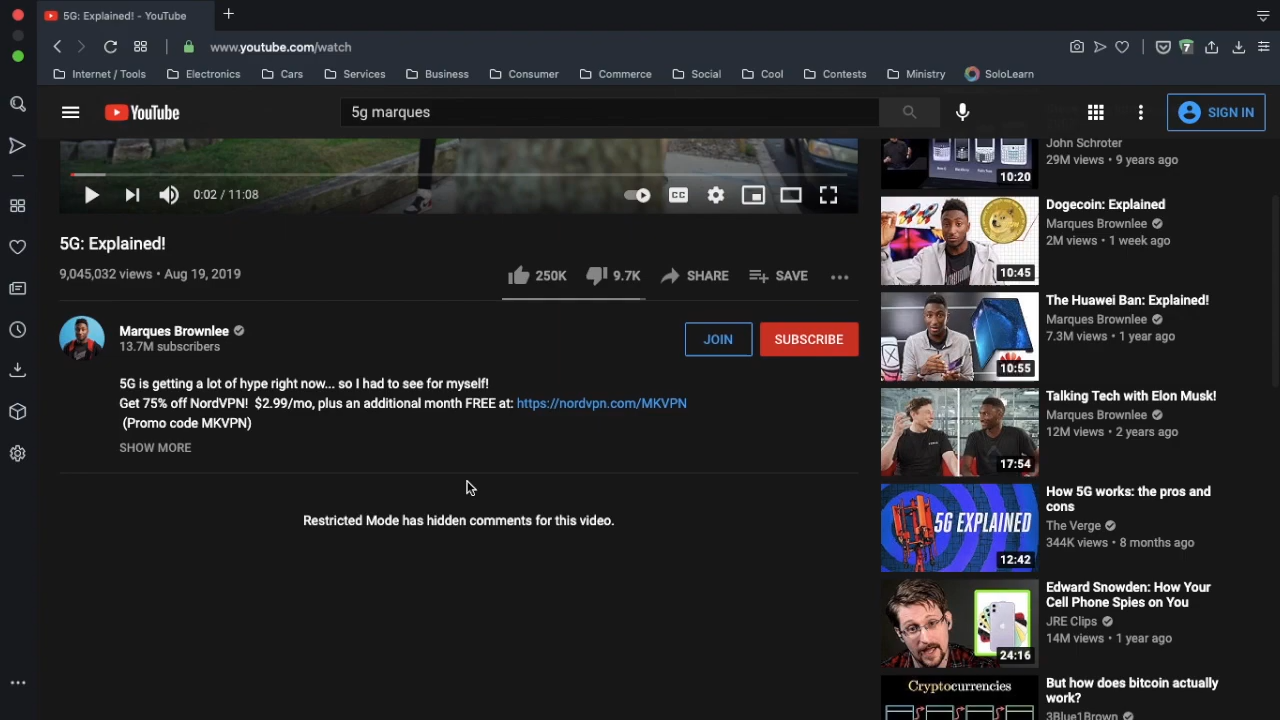 5G: Explained! - YouTube
www.youtube.com/watch
7
Internet / Tools
Electronics
Cars
Services
Business
Consumer
Commerce
Social
Cool
Contests
Ministry
SoloLearn
YouTube
5g marques
SIGN IN
0:02 / 11:08
CC
5G: Explained!
9,045,032 views • Aug 19, 2019
250K
9.7K
SHARE
SAVE
Marques Brownlee
13.7M subscribers
JOIN
SUBSCRIBE
5G is getting a lot of hype right now... so I had to see for myself!
Get 75% off NordVPN! $2.99/mo, plus an additional month FREE at: https://nordvpn.com/MKVPN
(Promo code MKVPN)
SHOW MORE
Restricted Mode has hidden comments for this video.
John Schroter
29M views • 9 years ago
10:20
Dogecoin: Explained
Marques Brownlee
2M views • 1 week ago
10:45
The Huawei Ban: Explained!
Marques Brownlee
7.3M views • 1 year ago
10:55
Talking Tech with Elon Musk!
Marques Brownlee
12M views • 2 years ago
17:54
5G EXPLAINED
12:42
How 5G works: the pros and
cons
The Verge
344K views • 8 months ago
Edward Snowden: How Your
Cell Phone Spies on You
JRE Clips
14M views • 1 year ago
24:16
Cryptocurrencies
But how does bitcoin actually
work?
3Blue1Brown